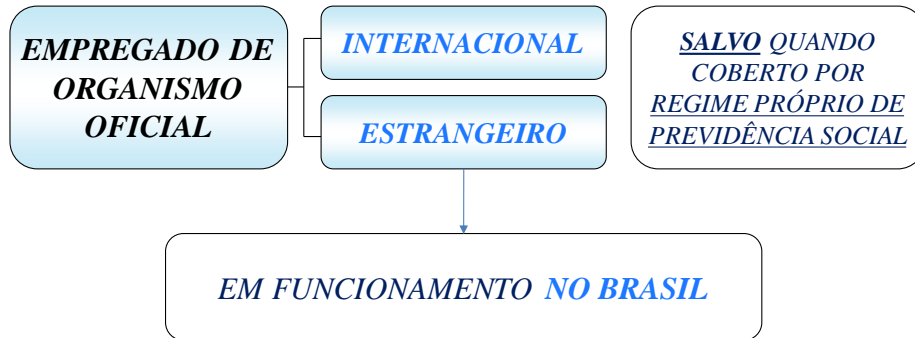 EMPREGADO DE
ORGANISMO
OFICIAL
INTERNACIONAL
ESTRANGEIRO
SALVO QUANDO
COBERTO POR
REGIME PRÓPRIO DE
PREVIDÊNCIA SOCIAL
EM FUNCIONAMENTO NO BRASIL